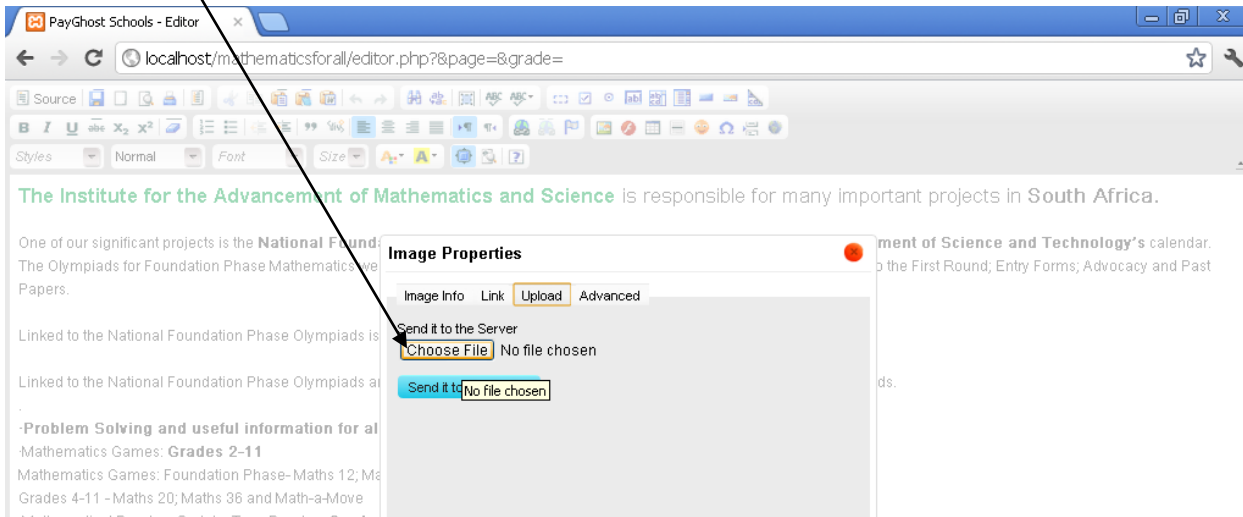 PayGhost Schools - Editor
localhost/mathematicsforall/editor.php?&page=&grade=
Source
B I U abc X₂ X²
Styles Normal Font Size
The Institute for the Advancement of Mathematics and Science is responsible for many important projects in South Africa.
One of our significant projects is the National Found
ment of Science and Technology's calendar.
The Olympiads for Foundation Phase Mathematics we
the First Round; Entry Forms; Advocacy and Past
Papers.
Linked to the National Foundation Phase Olympiads is
Linked to the National Foundation Phase Olympiads
ds.
·Problem Solving and useful information for al
·Mathematics Games: Grades 2-11
Mathematics Games: Foundation Phase- Maths 12; Ma
Grades 4-11 - Maths 20; Maths 36 and Math-a-Move
Image Properties
Image Info Link Upload Advanced
Send it to the Server
Choose File No file chosen
Send it to
No file chosen